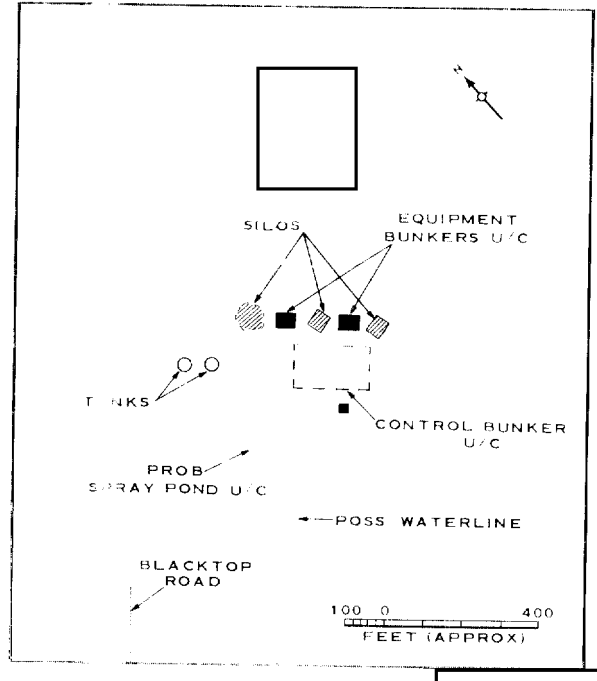 N
SILOS
EQUIPMENT
BUNKERS U/C
T NKS
CONTROL BUNKER
U/C
PROB
S RAY POND U/C
POSS WATERLINE
BLACKTOP
ROAD
100 0 400
FEET (APPROX)